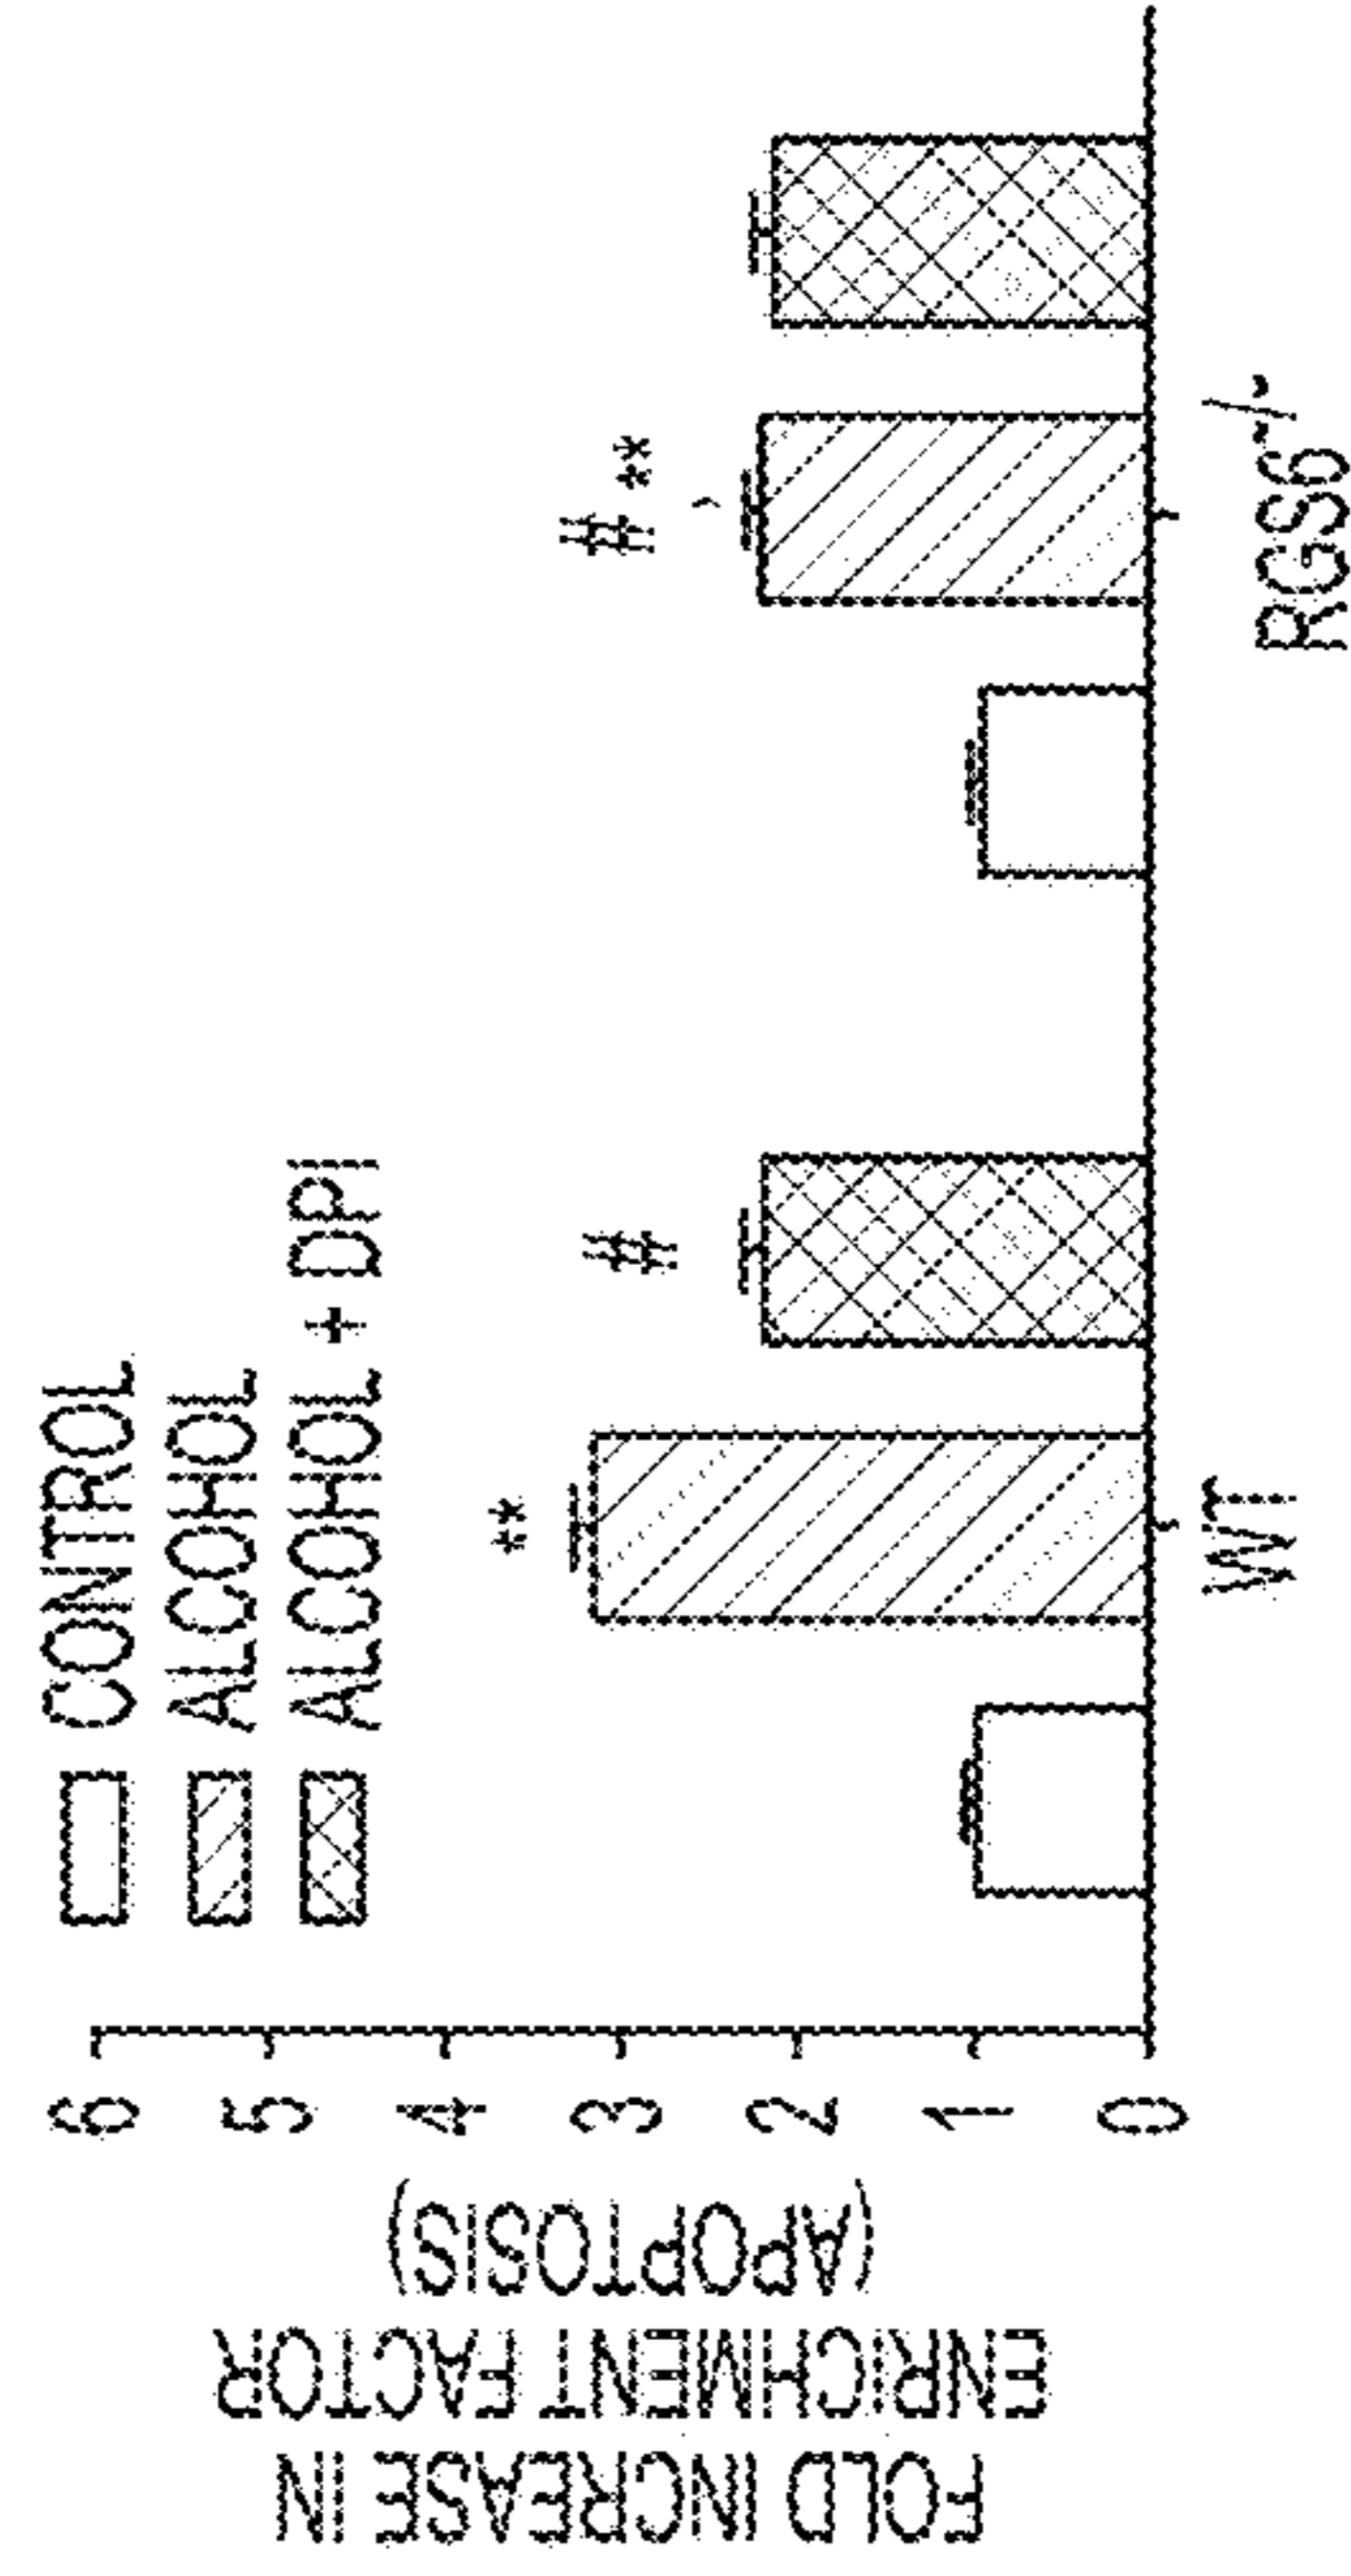 CONTROL
ALCOHOL
ALCOHOL + DPI
FOLD INCREASE IN
ENRICHMENT FACTOR
(APOPTOSIS)
6
5
4
3
2
1
0
**
#
# , **
WT
RGS6-/-